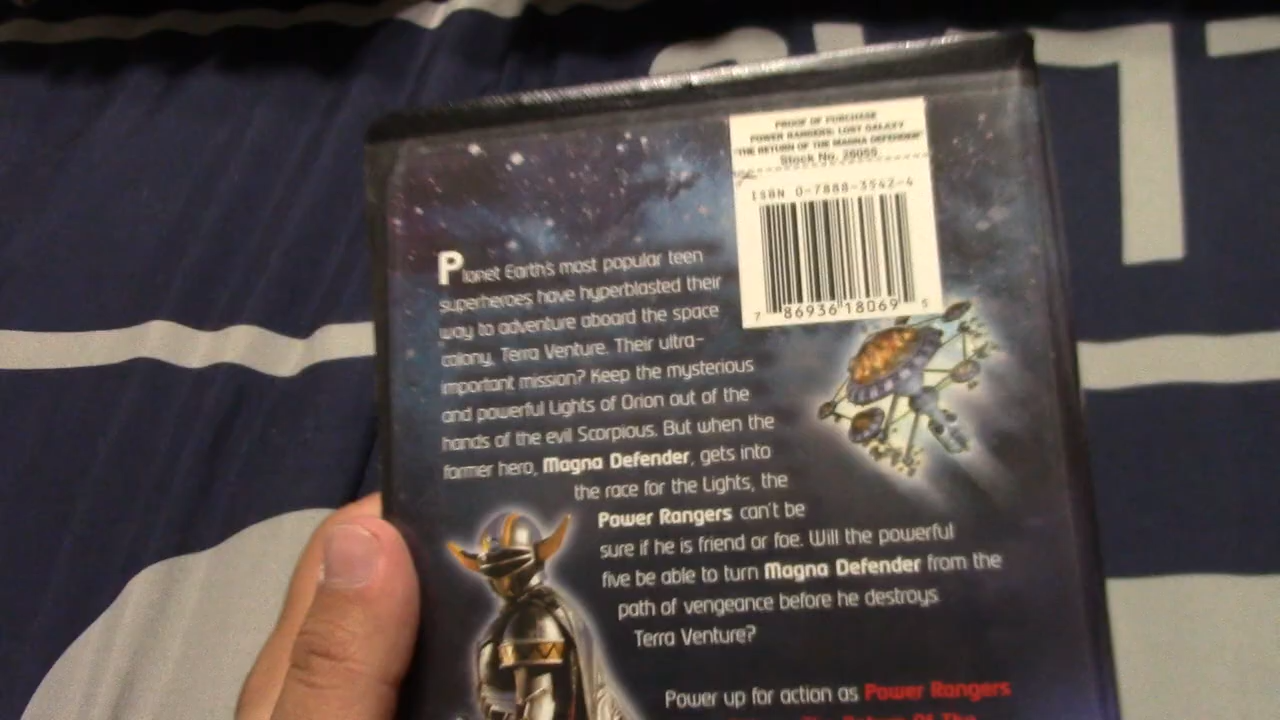 PROOF OF PURCHASE
POWER RANGERS: LOST GALAXY
"THE RETURN OF THE MAGNA DEFENDER"
Stock No. 18069
ISBN 0-7888-3542-4
7 86936 18069 5
Planet Earth's most popular teen
superheroes have hyperblasted their
way to adventure aboard the space
colony, Terra Venture. Their ultra-
important mission? Keep the mysterious
and powerful Lights of Orion out of the
hands of the evil Scorpious. But when the
former hero, Magna Defender, gets into
the race for the Lights, the
Power Rangers can't be
sure if he is friend or foe. Will the powerful
five be able to turn Magna Defender from the
path of vengeance before he destroys
Terra Venture?
Power up for action as Power Rangers
The Return Of The